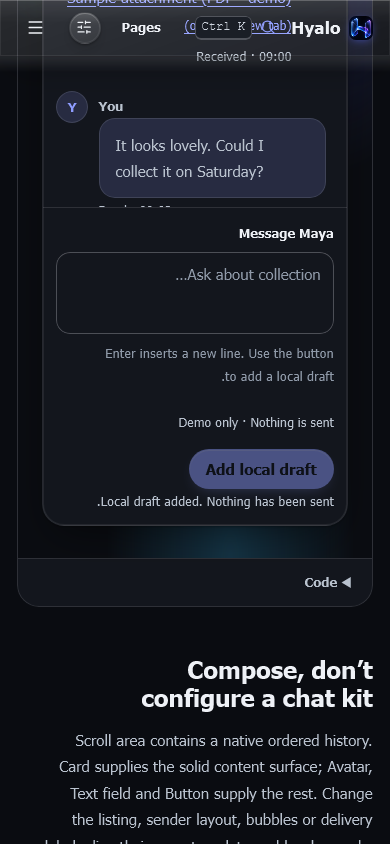 Hyalo
Ctrl K
Pages
Sample attachment (PDF · demo)
Received · 09:00
Y
You
It looks lovely. Could I
collect it on Saturday?
Message Maya
...Ask about collection
Enter inserts a new line. Use the button
.to add a local draft
Demo only · Nothing is sent
Add local draft
.Local draft added. Nothing has been sent
Code
Compose, don’t
configure a chat kit
Scroll area contains a native ordered history.
Card supplies the solid content surface; Avatar,
Text field and Button supply the rest. Change
the listing, sender layout, bubbles or delivery